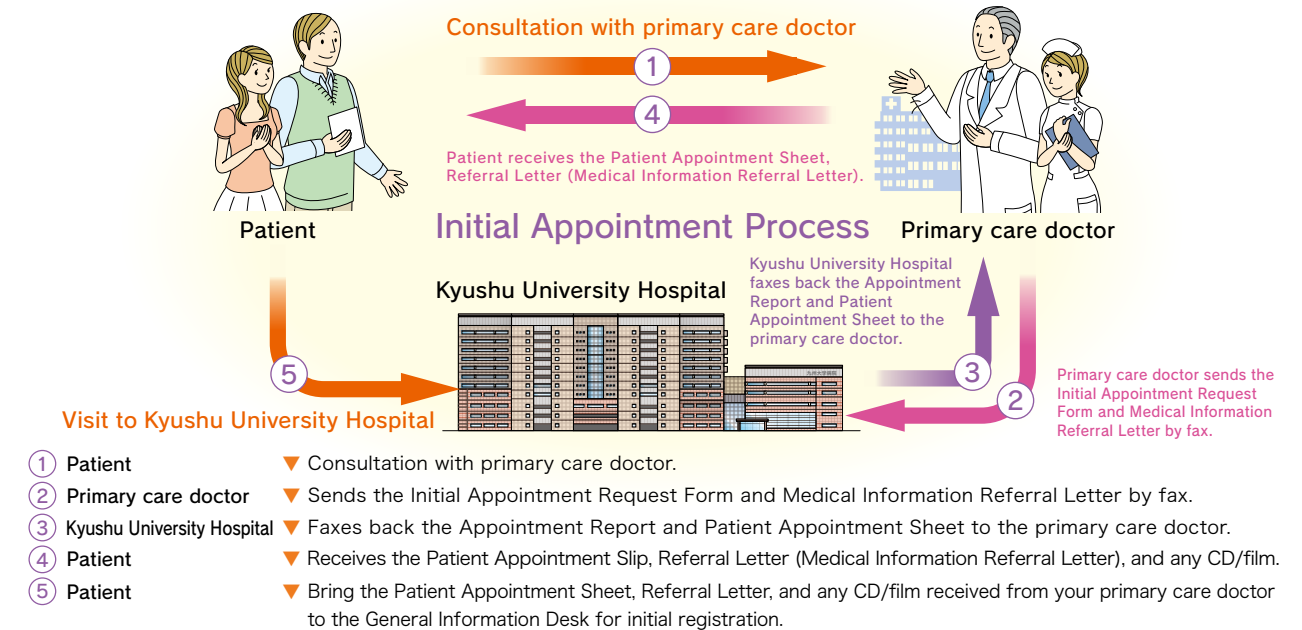 Consultation with primary care doctor
1
4
Patient receives the Patient Appointment Sheet,
Referral Letter (Medical Information Referral Letter).
Patient
Initial Appointment Process
Primary care doctor
Kyushu University Hospital
Kyushu University Hospital
faxes back the Appointment
Report and Patient
Appointment Sheet to the
primary care doctor.
九州大学病院
5
3
2
Primary care doctor sends the
Initial Appointment Request
Form and Medical Information
Referral Letter by fax.
Visit to Kyushu University Hospital
1 Patient ▼ Consultation with primary care doctor.
2 Primary care doctor ▼ Sends the Initial Appointment Request Form and Medical Information Referral Letter by fax.
3 Kyushu University Hospital ▼ Faxes back the Appointment Report and Patient Appointment Sheet to the primary care doctor.
4 Patient ▼ Receives the Patient Appointment Slip, Referral Letter (Medical Information Referral Letter), and any CD/film.
5 Patient ▼ Bring the Patient Appointment Sheet, Referral Letter, and any CD/film received from your primary care doctor
to the General Information Desk for initial registration.